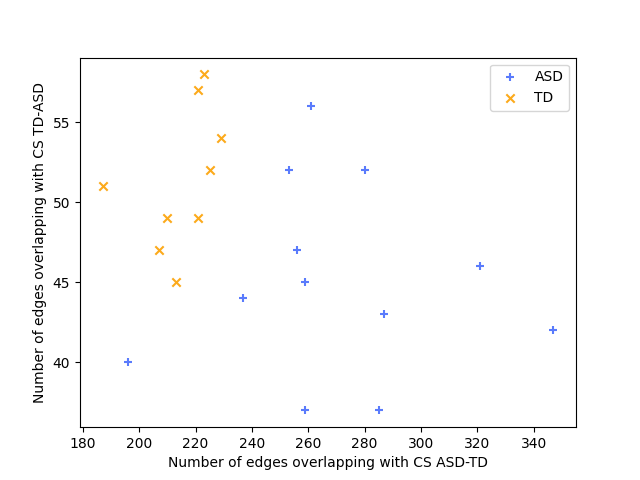 ASD
TD
55
50
45
40
Number of edges overlapping with CS TD-ASD
180 200 220 240 260 280 300 320 340
Number of edges overlapping with CS ASD-TD